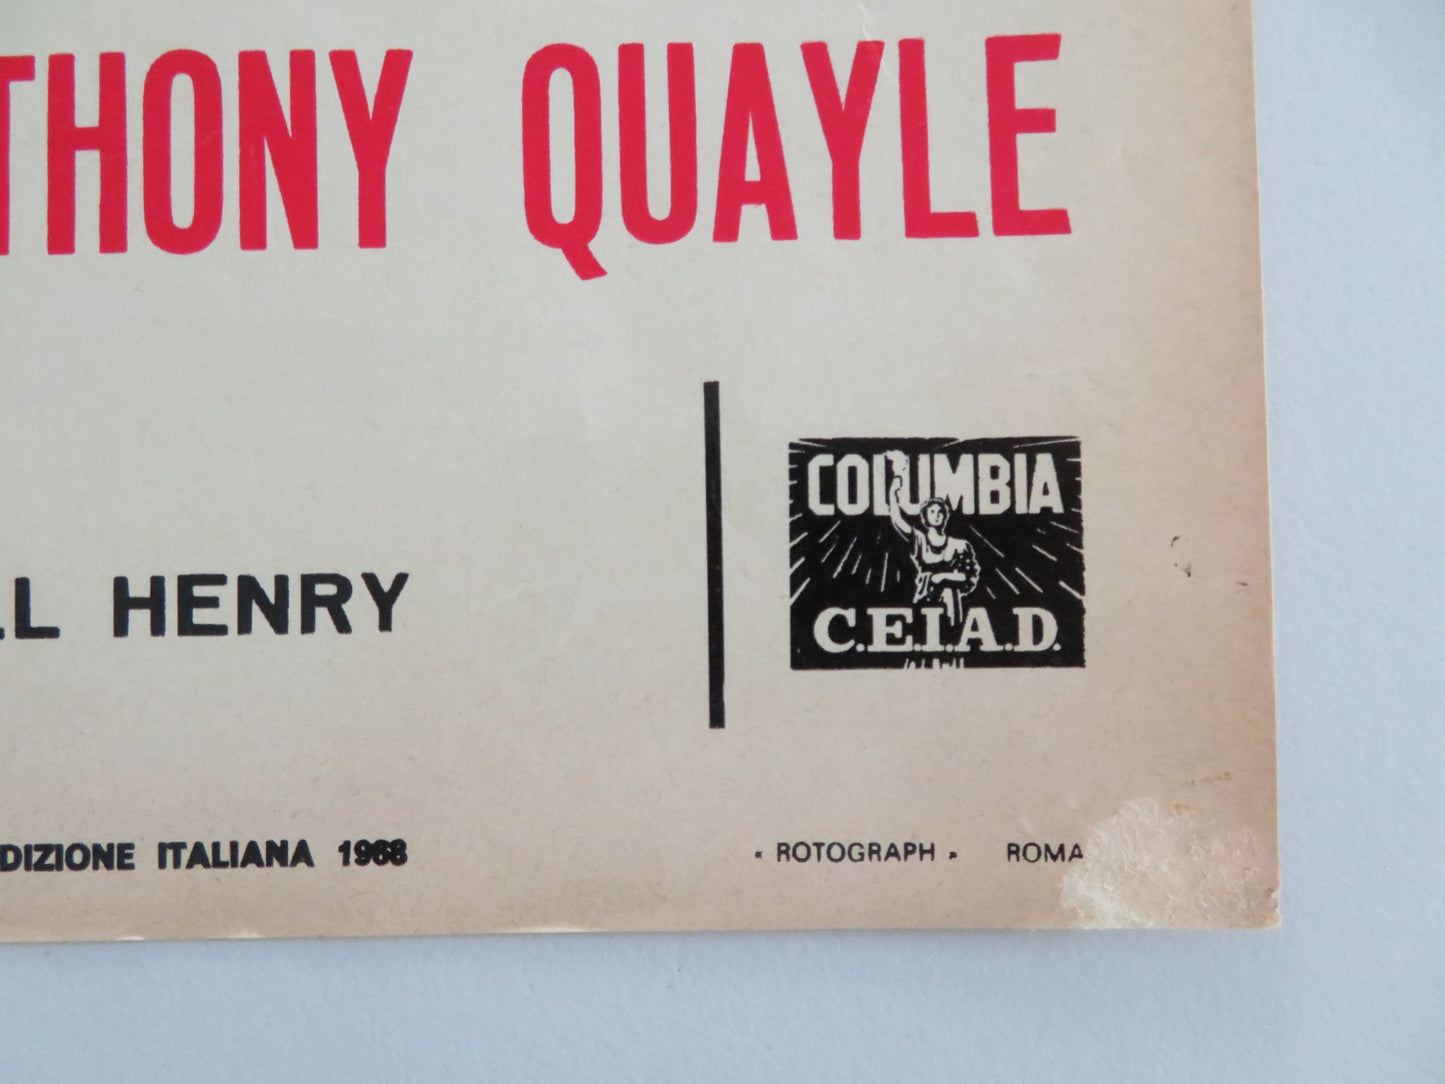 THONY QUAYLE
COLUMBIA
C.E.I.A.D.
LL HENRY
DIZIONE ITALIANA 1968
« ROTOGRAPH » ROMA